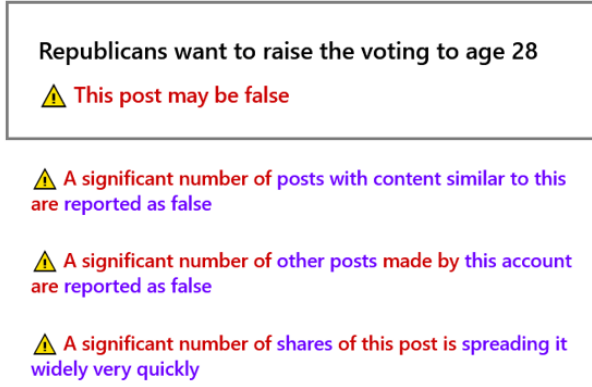 Republicans want to raise the voting to age 28
This post may be false
A significant number of posts with content similar to this
are reported as false
A significant number of other posts made by this account
are reported as false
A significant number of shares of this post is spreading it
widely very quickly